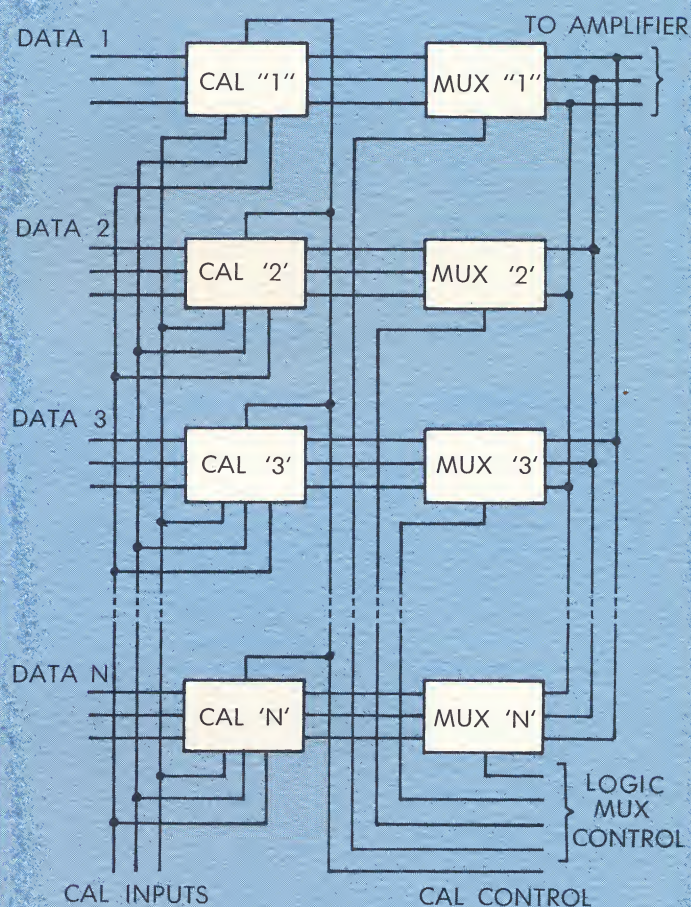 TO AMPLIFIER
DATA 1
CAL "1"
MUX "1"
DATA 2
CAL '2'
MUX '2'
DATA 3
CAL '3'
MUX '3'
DATA N
CAL 'N'
MUX 'N'
LOGIC
MUX
CONTROL
CAL INPUTS
CAL CONTROL